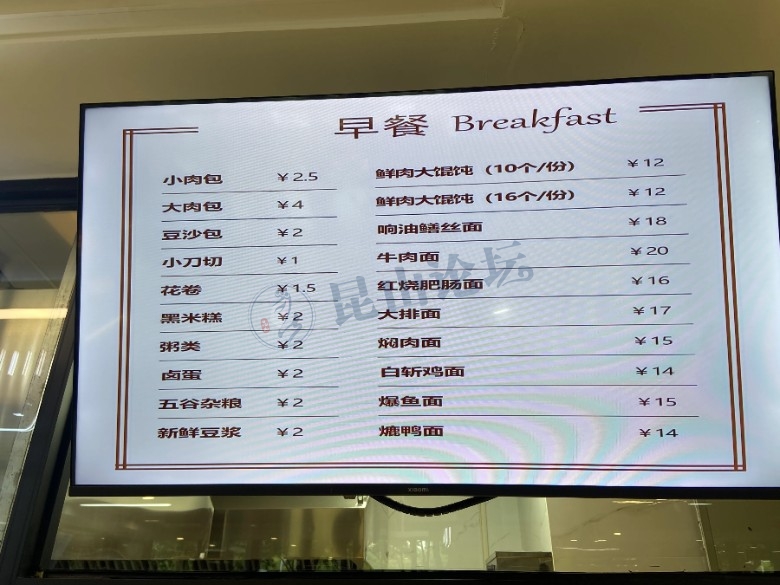 早餐 Breakfast
小肉包 ￥2.5
大肉包 ￥4
豆沙包 ￥2
小刀切 ￥1
花卷 ￥1.5
黑米糕 ￥2
粥类 ￥2
卤蛋 ￥2
五谷杂粮 ￥2
新鲜豆浆 ￥2
鲜肉大馄饨（10个/份） ￥12
鲜肉大馄饨（16个/份） ￥12
响油鳝丝面 ￥18
牛肉面 ￥20
红烧肥肠面 ￥16
大排面 ￥17
焖肉面 ￥15
白斩鸡面 ￥14
爆鱼面 ￥15
熝鸭面 ￥14
昆山论坛
xiaomi